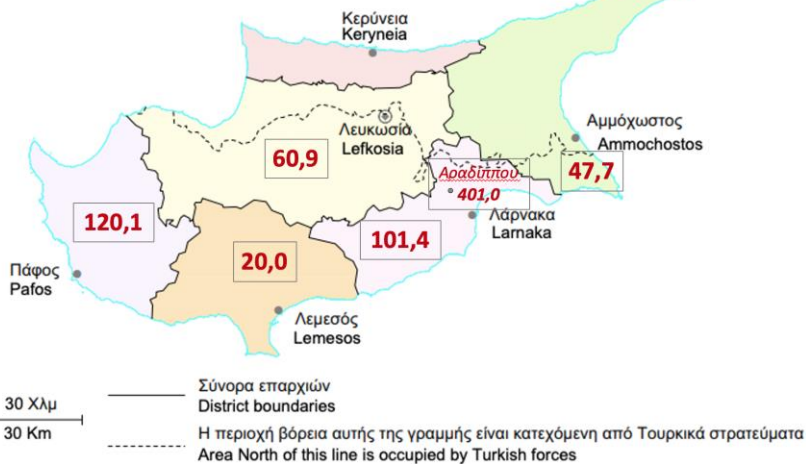 Κερύνεια
Keryneia
Αμμόχωστος
Ammochostos
Λευκωσία
Lefkosia
60,9
Αραδίππου
401,0
47,7
120,1
101,4
Λάρνακα
Larnaka
20,0
Πάφος
Pafos
Λεμεσός
Lemesos
30 Χλμ
30 Km
Σύνορα επαρχιών
District boundaries
Η περιοχή βόρεια αυτής της γραμμής είναι κατεχόμενη από Τουρκικά στρατεύματα
Area North of this line is occupied by Turkish forces